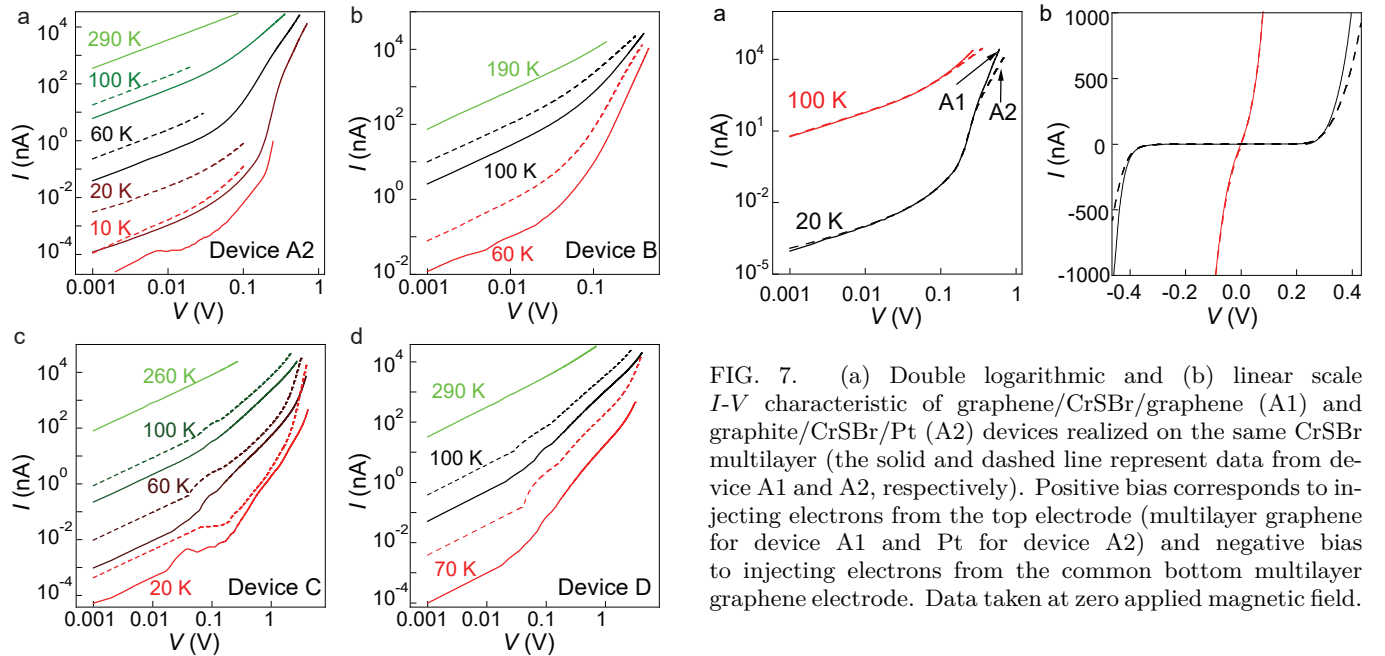 a
10^4
10^2
10^0
10^-2
10^-4
I (nA)
290 K
100 K
60 K
20 K
10 K
Device A2
0.001
0.01
0.1
1
V (V)
b
10^4
10^2
10^0
10^-2
I (nA)
190 K
100 K
60 K
Device B
0.001
0.01
0.1
V (V)
c
10^4
10^2
10^0
10^-2
10^-4
I (nA)
260 K
100 K
60 K
20 K
Device C
0.001
0.01
0.1
1
V (V)
d
10^4
10^2
10^0
10^-2
10^-4
I (nA)
290 K
100 K
70 K
Device D
0.001
0.01
0.1
1
V (V)
a
10^4
10^1
10^-2
10^-5
I (nA)
100 K
A1
A2
20 K
0.001
0.01
0.1
1
V (V)
b
1000
500
0
-500
-1000
I (nA)
-0.4
-0.2
0.0
0.2
0.4
V (V)
FIG. 7. (a) Double logarithmic and (b) linear scale
I-V characteristic of graphene/CrSBr/graphene (A1) and
graphite/CrSBr/Pt (A2) devices realized on the same CrSBr
multilayer (the solid and dashed line represent data from de-
vice A1 and A2, respectively). Positive bias corresponds to in-
jecting electrons from the top electrode (multilayer graphene
for device A1 and Pt for device A2) and negative bias
to injecting electrons from the common bottom multilayer
graphene electrode. Data taken at zero applied magnetic field.